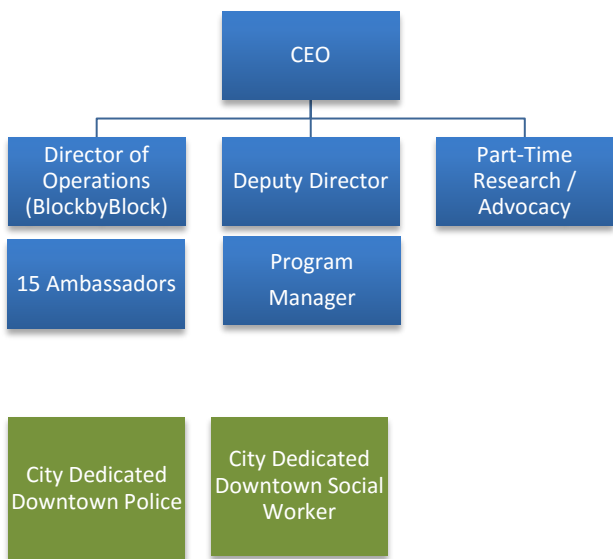 CEO
Director of
Operations
(BlockbyBlock)
Deputy Director
Part-Time
Research /
Advocacy
15 Ambassadors
Program
Manager
City Dedicated
Downtown Police
City Dedicated
Downtown Social
Worker